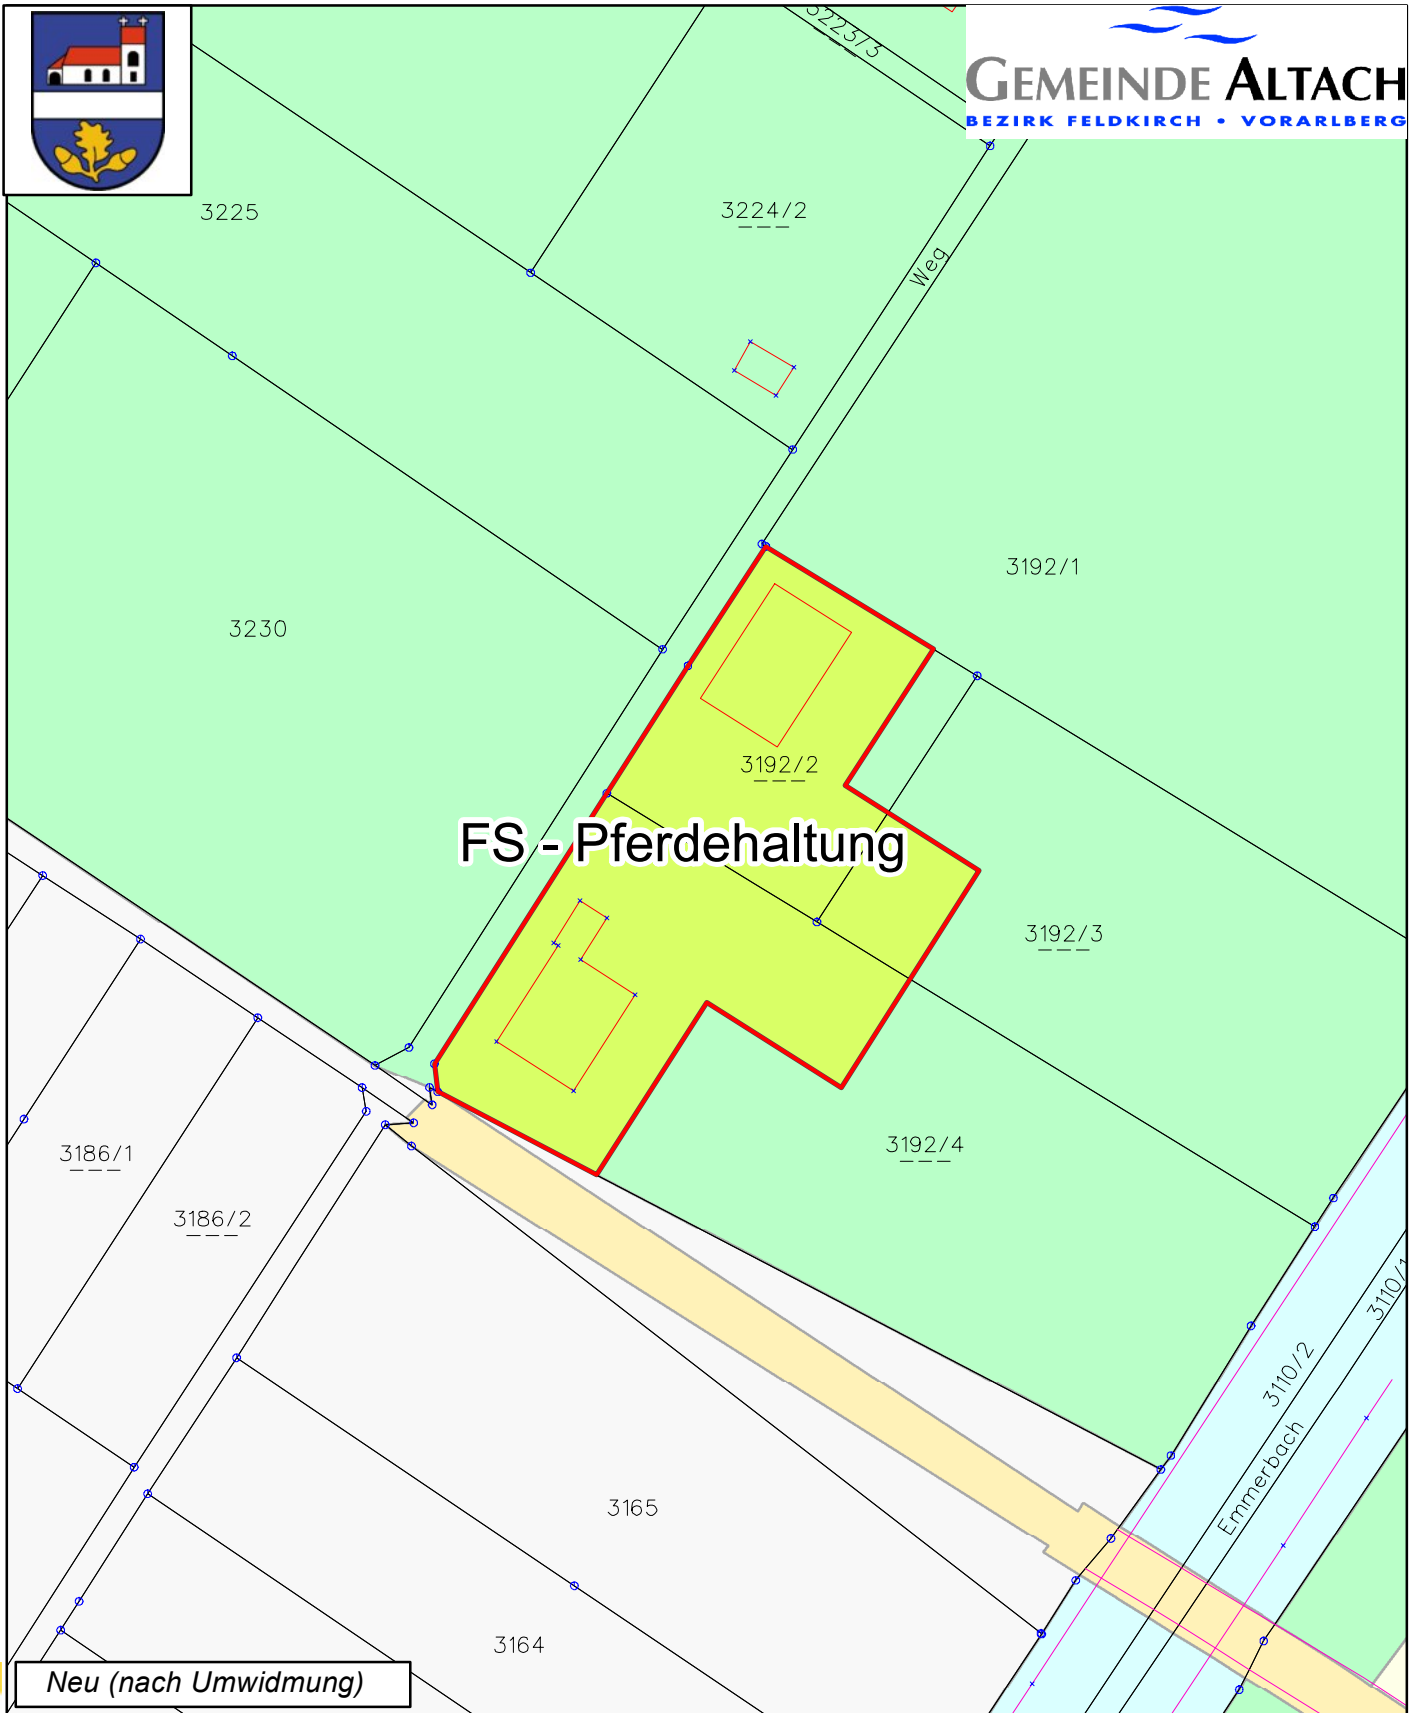 3223/3
GEMEINDE ALTACH
BEZIRK FELDKIRCH • VORARLBERG
3225
3224/2
Weg
3192/1
3230
3192/2
FS - Pferdehaltung
3192/3
3192/4
3186/1
3186/2
3110/1
3110/2
Emmerbach
3165
3164
Neu (nach Umwidmung)